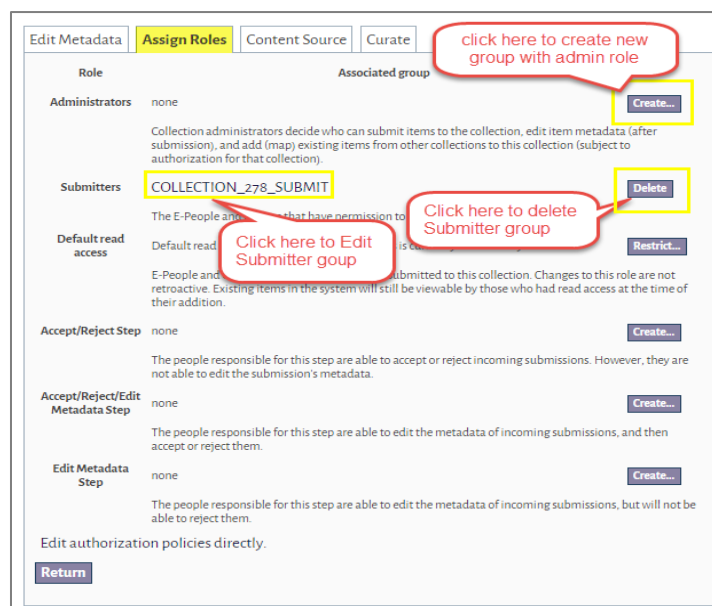 Edit Metadata Assign Roles Content Source Curate
click here to create new
group with admin role
Role Associated group
Administrators none Create...
Collection administrators decide who can submit items to the collection, edit item metadata (after
submission), and add (map) existing items from other collections to this collection (subject to
authorization for that collection).
Submitters COLLECTION_278_SUBMIT Delete
The E-People and that have permission to
Click here to delete
Submitter group
Click here to Edit
Submitter goup
Default read
access
Default read is Restrict...
E-People and submitted to this collection. Changes to this role are not
retroactive. Existing items in the system will still be viewable by those who had read access at the time of
their addition.
Accept/Reject Step none Create...
The people responsible for this step are able to accept or reject incoming submissions. However, they are
not able to edit the submission's metadata.
Accept/Reject/Edit
Metadata Step
none Create...
The people responsible for this step are able to edit the metadata of incoming submissions, and then
accept or reject them.
Edit Metadata
Step
none Create...
The people responsible for this step are able to edit the metadata of incoming submissions, but will not be
able to reject them.
Edit authorization policies directly.
Return